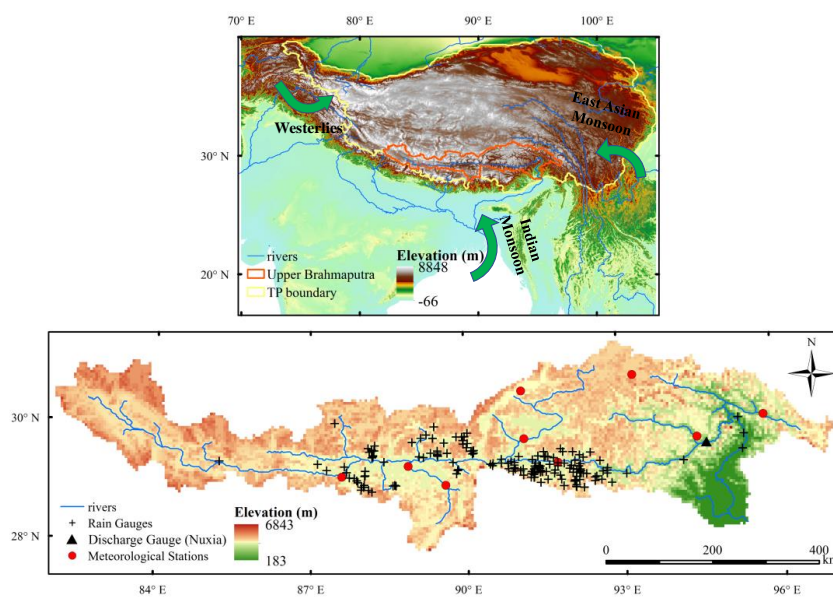 70° E 80° E 90° E 100° E
Westerlies
East Asian
Monsoon
Indian
Monsoon
30° N
20° N
rivers
Upper Brahmaputra
TP boundary
Elevation (m)
8848
-66
N
30° N
28° N
rivers
Rain Gauges
Discharge Gauge (Nuxia)
Meteorological Stations
Elevation (m)
6843
183
0 200 400
km
84° E 87° E 90° E 93° E 96° E